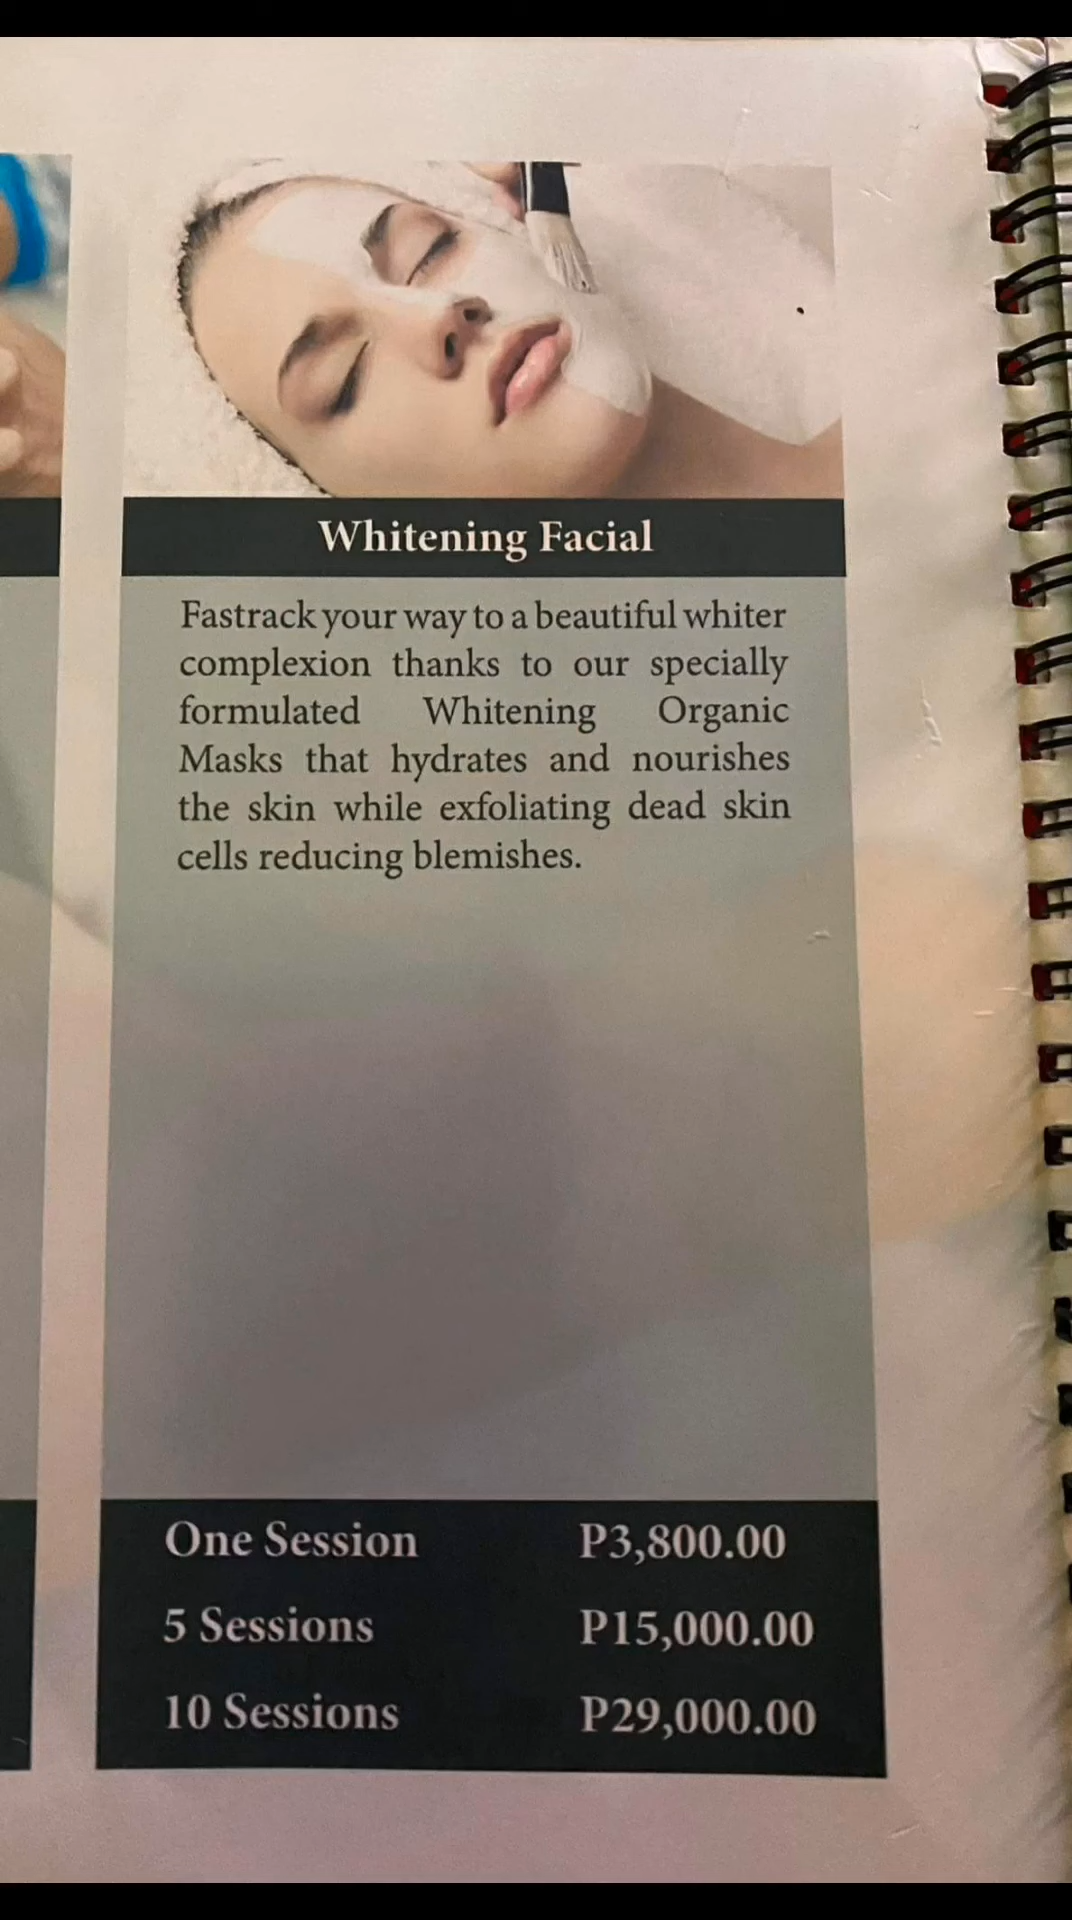 Whitening Facial
Fastrack your way to a beautiful whiter
complexion thanks to our specially
formulated Whitening Organic
Masks that hydrates and nourishes
the skin while exfoliating dead skin
cells reducing blemishes.
One Session P3,800.00
5 Sessions P15,000.00
10 Sessions P29,000.00